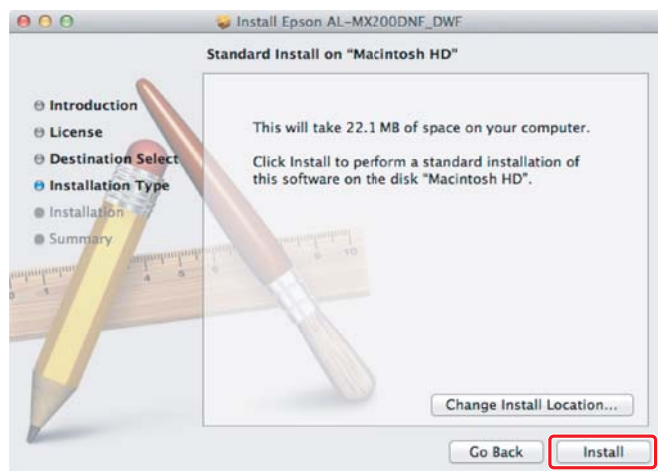 Install Epson AL-MX200DNF_DWF
Standard Install on "Macintosh HD"
Introduction
License
Destination Select
Installation Type
Installation
Summary
This will take 22.1 MB of space on your computer.
Click Install to perform a standard installation of
this software on the disk "Macintosh HD".
Change Install Location...
Go Back
Install